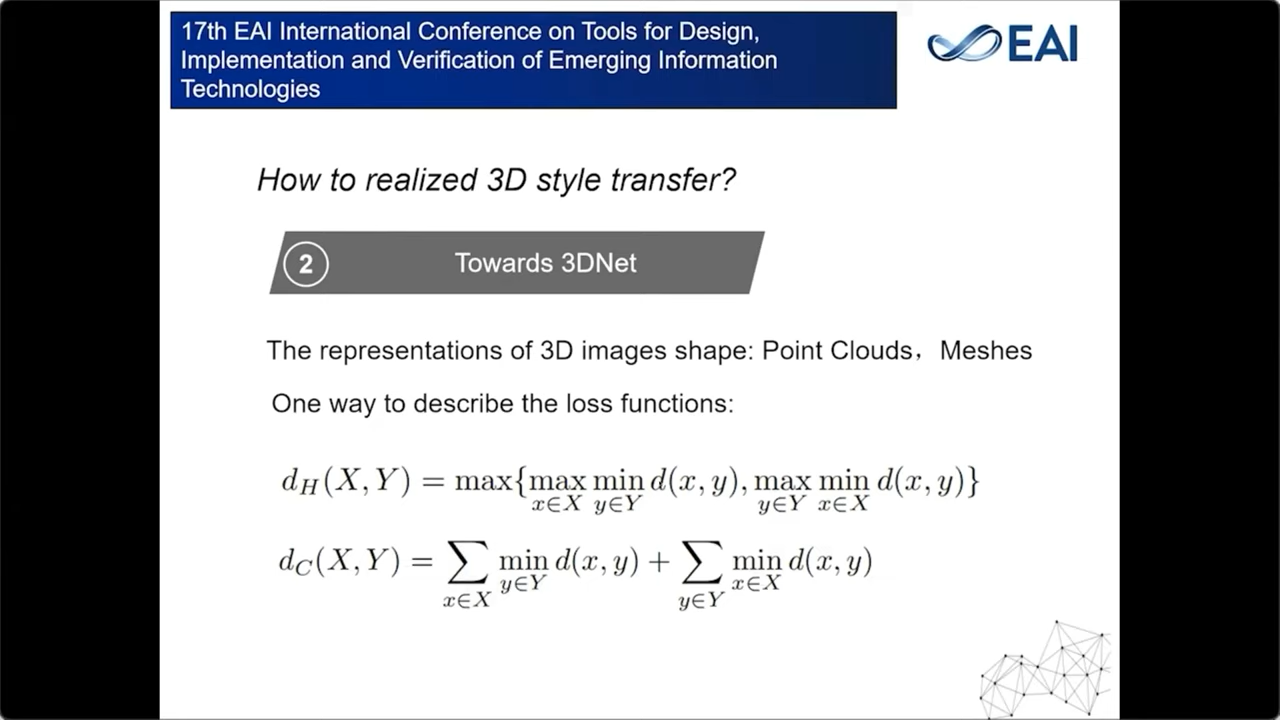 17th EAI International Conference on Tools for Design,
Implementation and Verification of Emerging Information
Technologies
EAI
How to realized 3D style transfer?
2 Towards 3DNet
The representations of 3D images shape: Point Clouds，Meshes
One way to describe the loss functions:
d_H(X, Y) = max{max_{x∈X} min_{y∈Y} d(x, y), max_{y∈Y} min_{x∈X} d(x, y)}
d_C(X, Y) = ∑_{x∈X} min_{y∈Y} d(x, y) + ∑_{y∈Y} min_{x∈X} d(x, y)